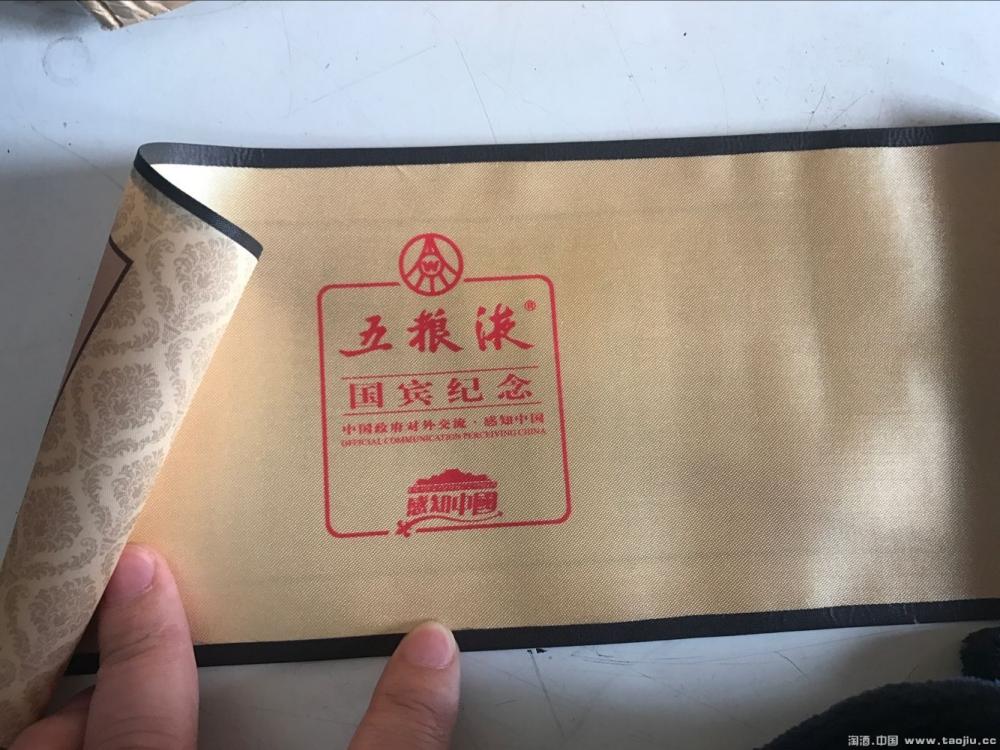 W
五粮液®
国宾纪念
中国政府对外交流·感知中国
OFFICIAL COMMUNICATION PERCEIVING CHINA
感知中國
淘酒.中国 www.taojiu.cc